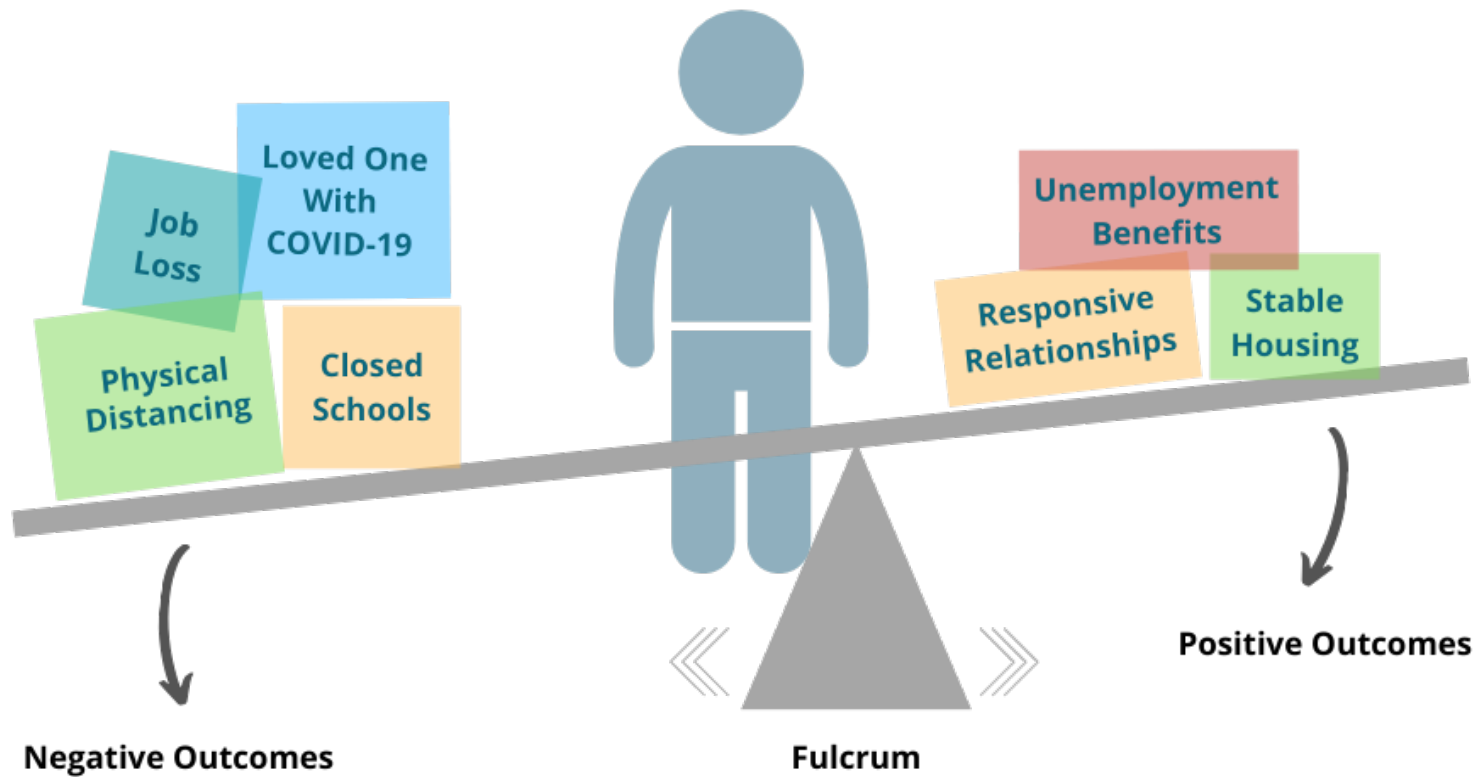 Loved One
With
COVID-19
Job
Loss
Physical
Distancing
Closed
Schools
Unemployment
Benefits
Responsive
Relationships
Stable
Housing
Negative Outcomes
Fulcrum
Positive Outcomes